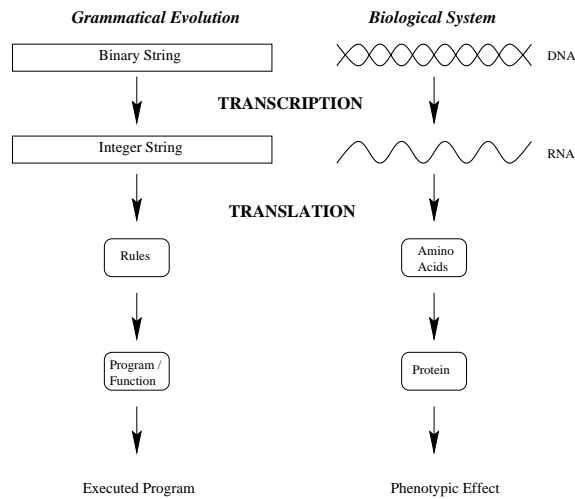 Grammatical Evolution
Biological System
Binary String
DNA
TRANSCRIPTION
Integer String
RNA
TRANSLATION
Rules
Amino
Acids
Program /
Function
Protein
Executed Program
Phenotypic Effect